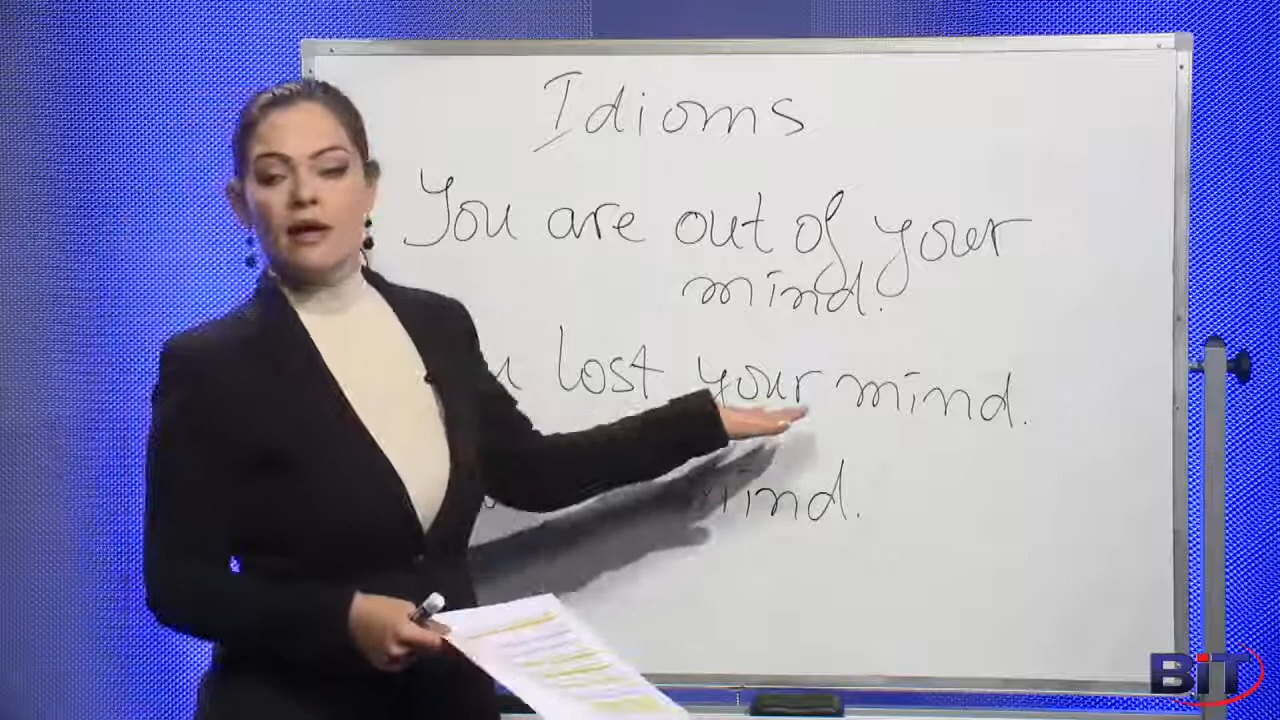 Idioms
You are out of your
mind.
lost your mind.
mind.
BiT